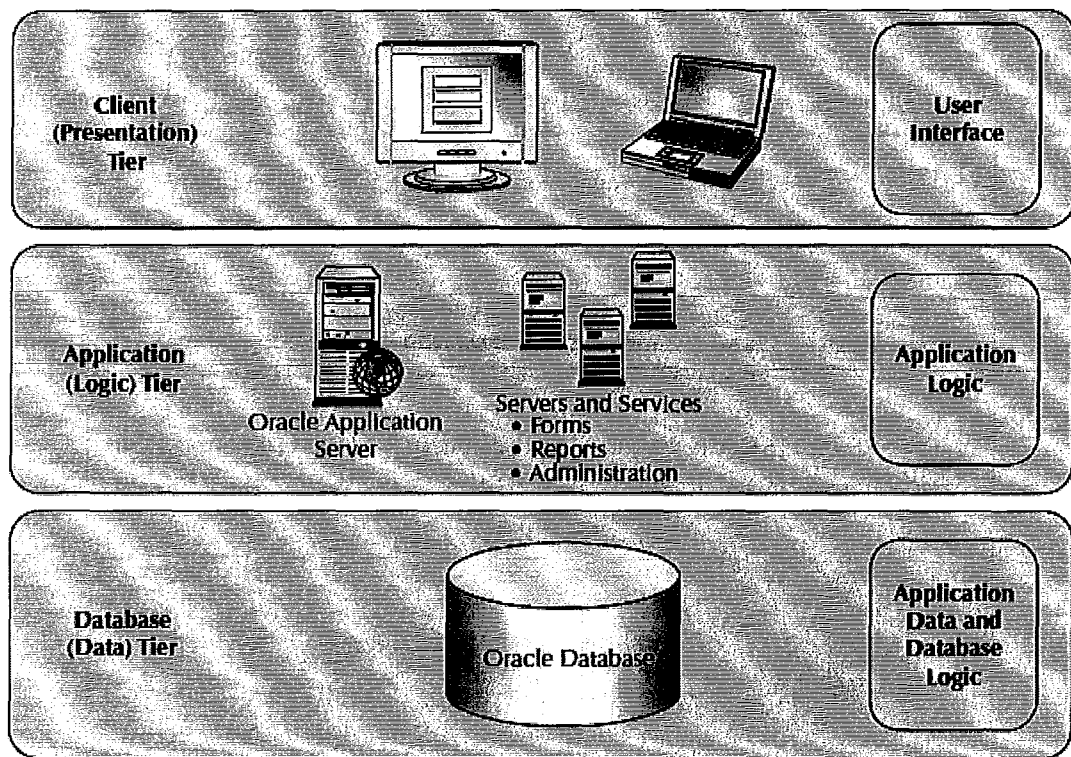 Client
(Presentation)
Tier
User
Interface
Application
(Logic) Tier
Oracle Application
Server
Servers and Services
• Forms
• Reports
• Administration
Application
Logic
Database
(Data) Tier
Oracle Database
Application
Data and
Database
Logic